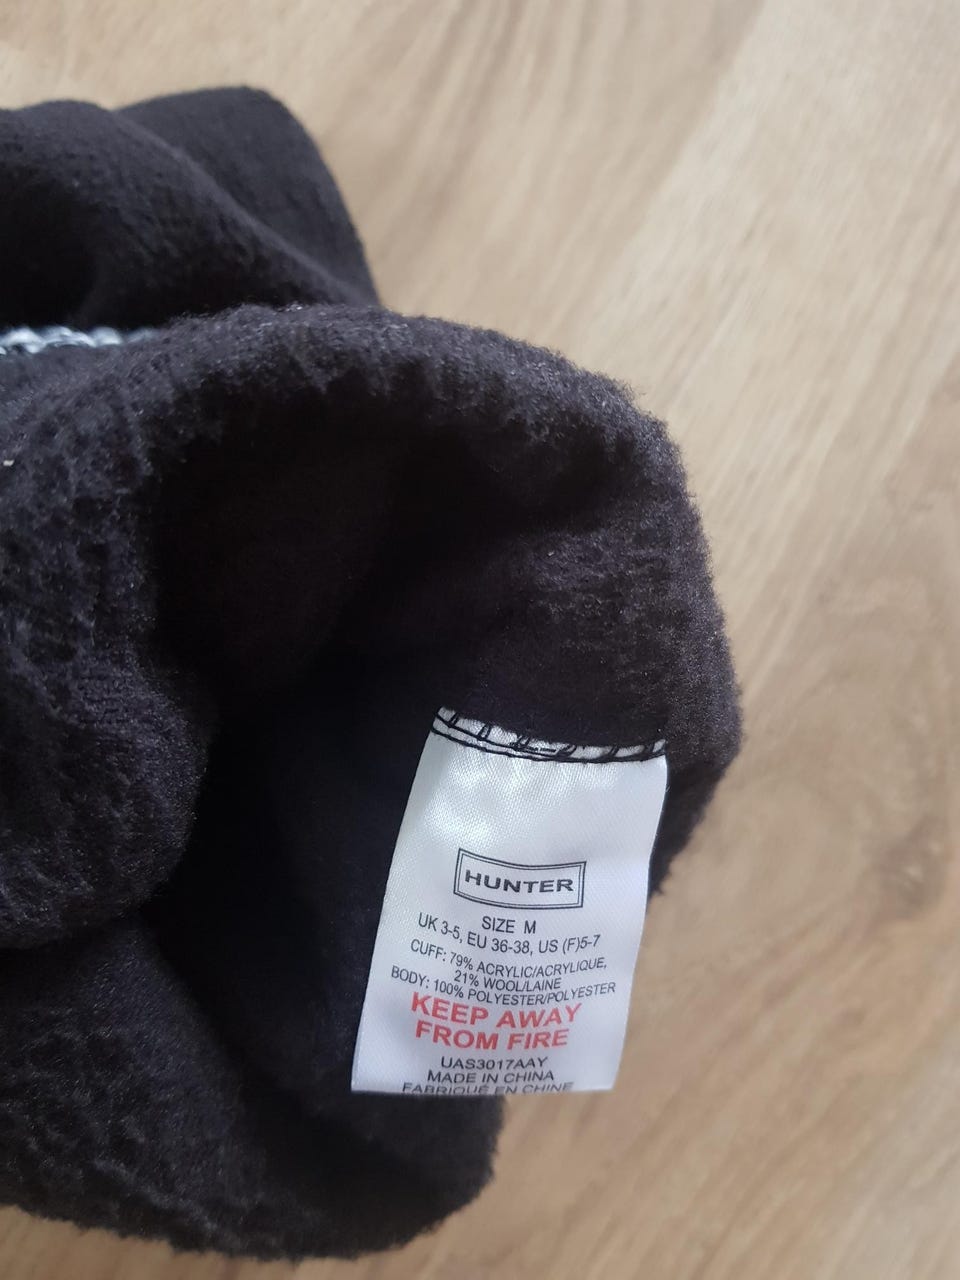 HUNTER
SIZE M
UK 3-5, EU 36-38, US (F)5-7
CUFF: 79% ACRYLIC/ACRYLIQUE,
21% WOOL/LAINE
BODY: 100% POLYESTER/POLYESTER
KEEP AWAY
FROM FIRE
UAS3017AAY
MADE IN CHINA
FABRIQUÉ EN CHINE